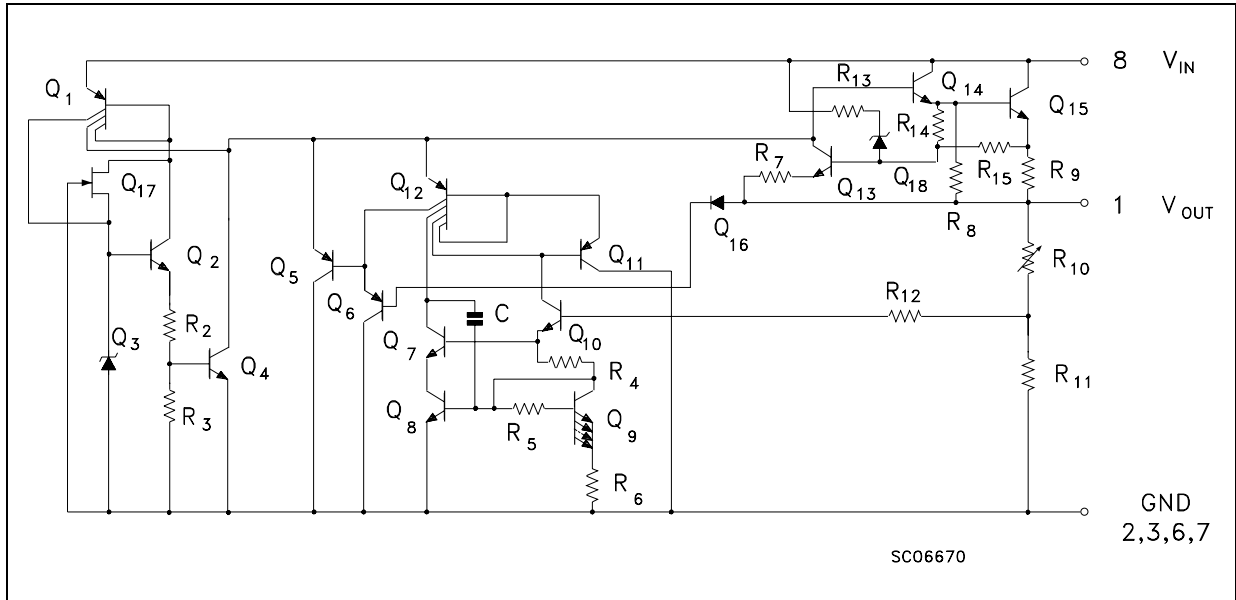 8 V IN
Q 1
R 13
Q 14
Q 15
R 14
Q 17
Q 12
R 7
Q 13
Q 18
R 15
R 9
1 V OUT
Q 16
R 8
Q 2
Q 5
Q 11
R 10
Q 6
R 12
Q 3
R 2
Q 7
C
Q 10
Q 4
R 4
R 11
R 3
Q 8
R 5
Q 9
R 6
GND
2,3,6,7
SC06670